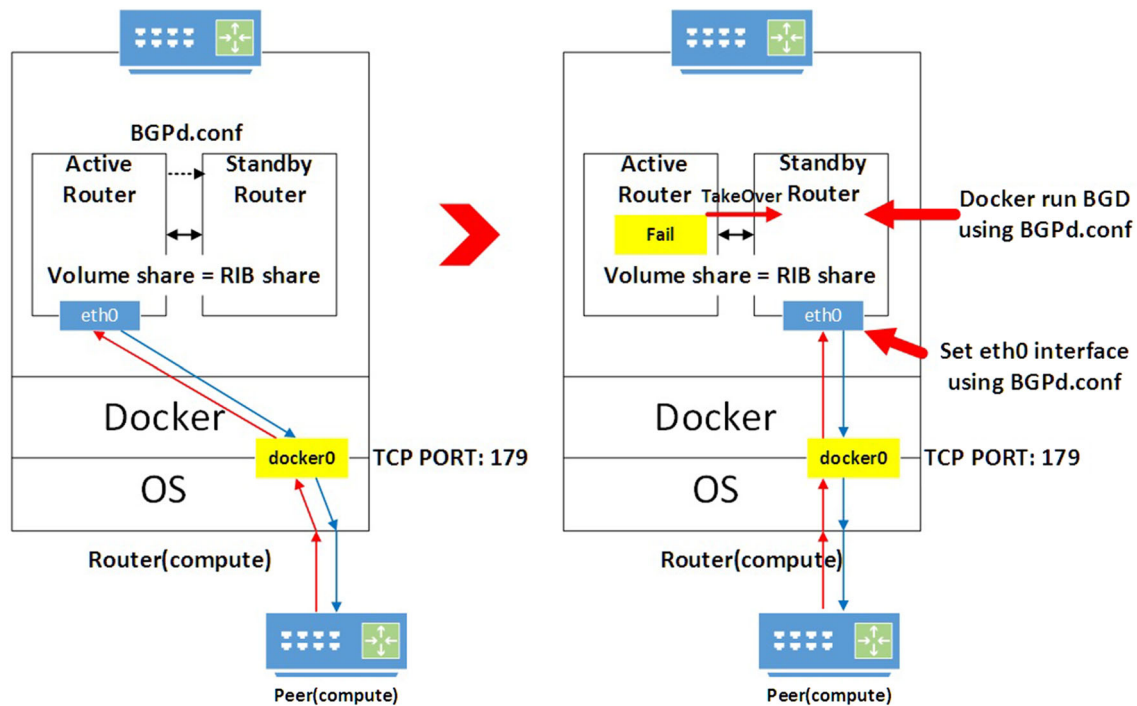 BGPd.conf
Active
Router
Standby
Router
Volume share = RIB share
eth0
Docker
docker0
TCP PORT: 179
OS
Router(compute)
Peer(compute)
Active
Router
Standby
Router
TakeOver
Fail
Docker run BGD
using BGPd.conf
Volume share = RIB share
eth0
Set eth0 interface
using BGPd.conf
Docker
docker0
TCP PORT: 179
OS
Router(compute)
Peer(compute)